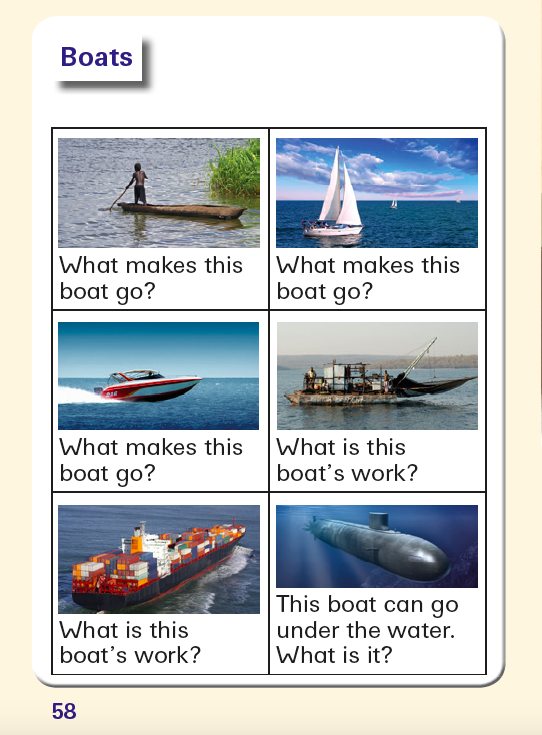 Boats
What makes this
boat go?
What makes this
boat go?
What makes this
boat go?
What is this
boat's work?
What is this
boat's work?
This boat can go
under the water.
What is it?
58